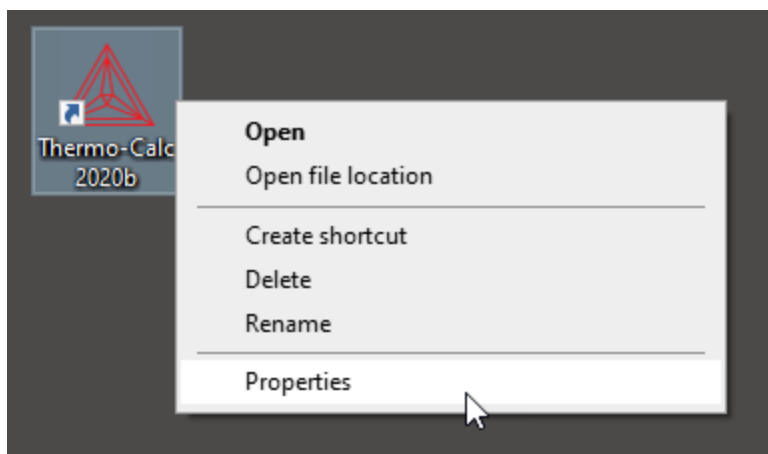 Thermo-Calc
2020b
Open
Open file location
Create shortcut
Delete
Rename
Properties